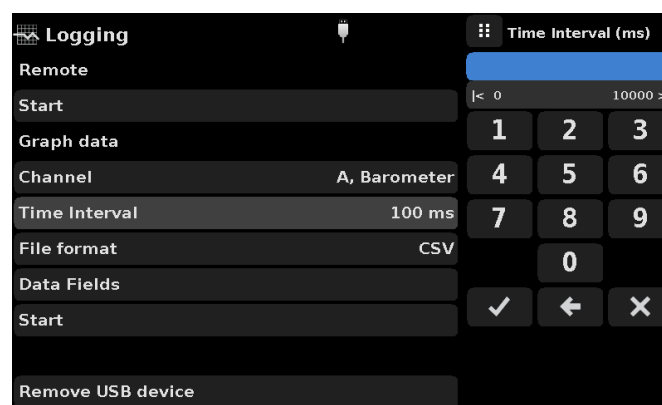 Logging
Remote
Start
Graph data
Channel A, Barometer
Time Interval 100 ms
File format CSV
Data Fields
Start
Remove USB device
Time Interval (ms)
|< 0 10000 >
1 2 3
4 5 6
7 8 9
0